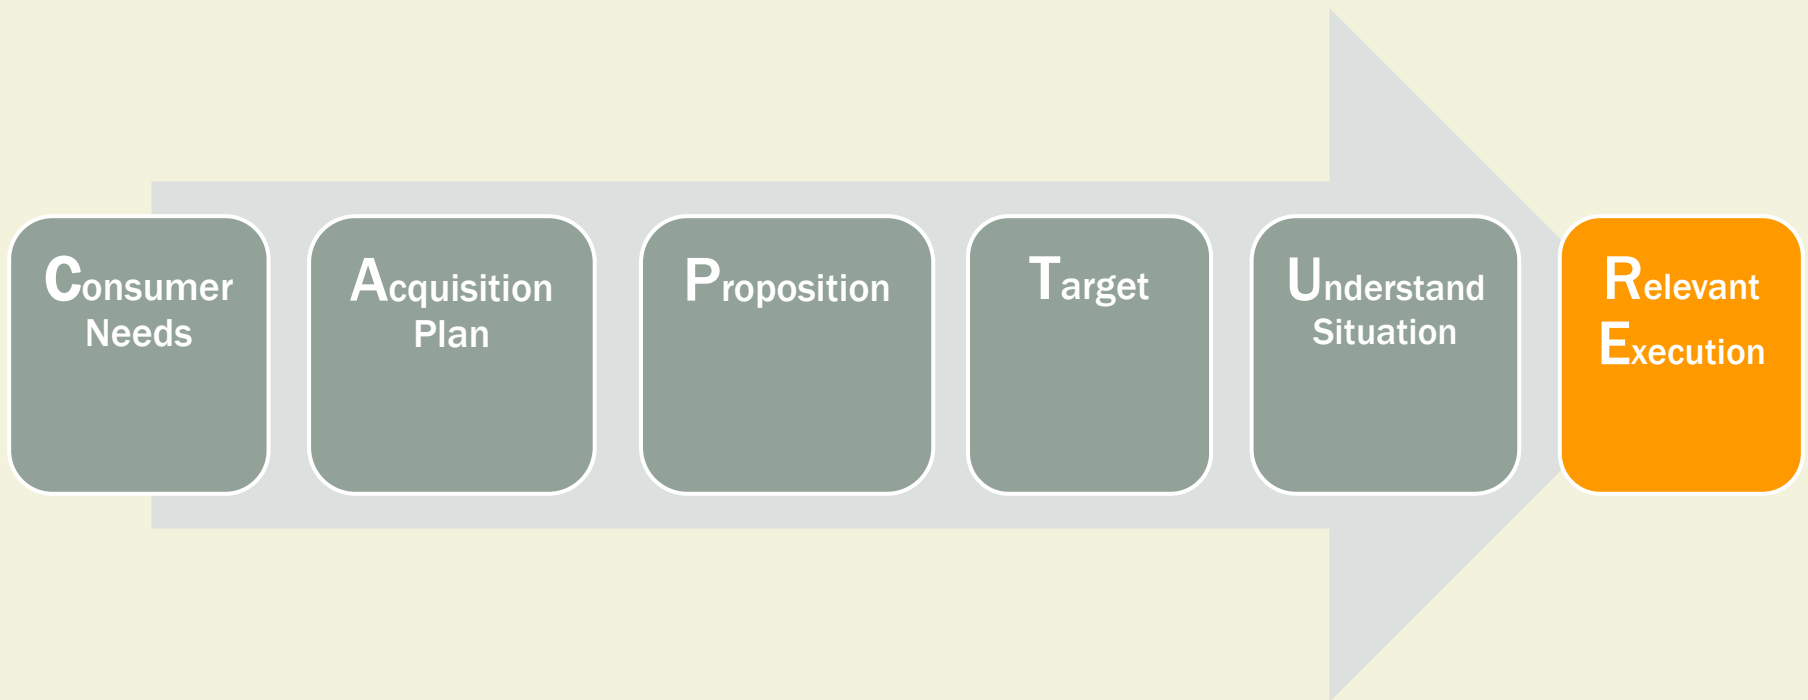 Consumer
Needs
Acquisition
Plan
Proposition
Target
Understand
Situation
Relevant
Execution